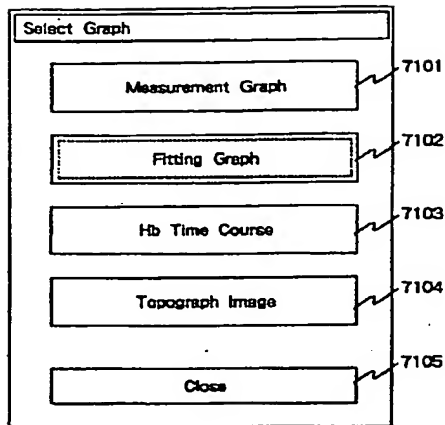 Select Graph
Measurement Graph
7101
Fitting Graph
7102
Hb Time Course
7103
Topograph Image
7104
Close
7105